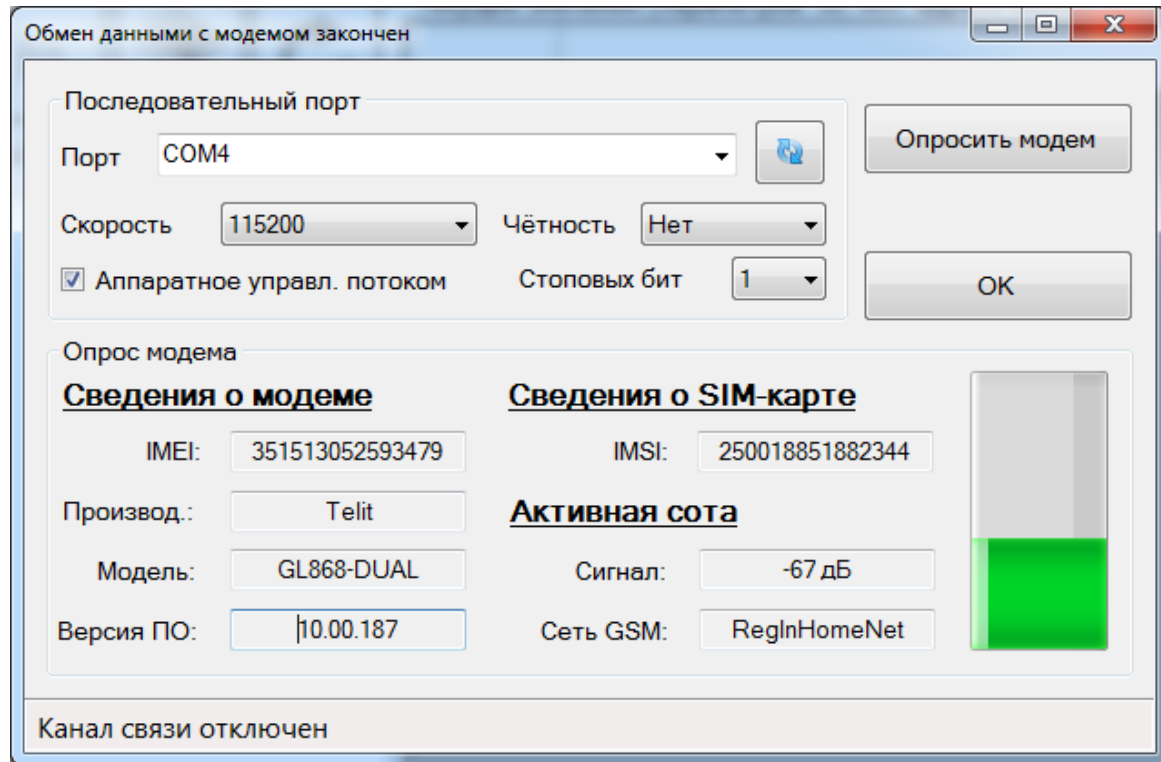 Обмен данными с модемом закончен
Последовательный порт
Порт COM4
Опросить модем
Скорость 115200 Чётность Нет
Аппаратное управл. потоком Стоповых бит 1
OK
Опрос модема
Сведения о модеме Сведения о SIM-карте
IMEI: 351513052593479 IMSI: 250018851882344
Производ.: Telit Активная сота
Модель: GL868-DUAL Сигнал: -67 дБ
Версия ПО: 10.00.187 Сеть GSM: RegInHomeNet
Канал связи отключен